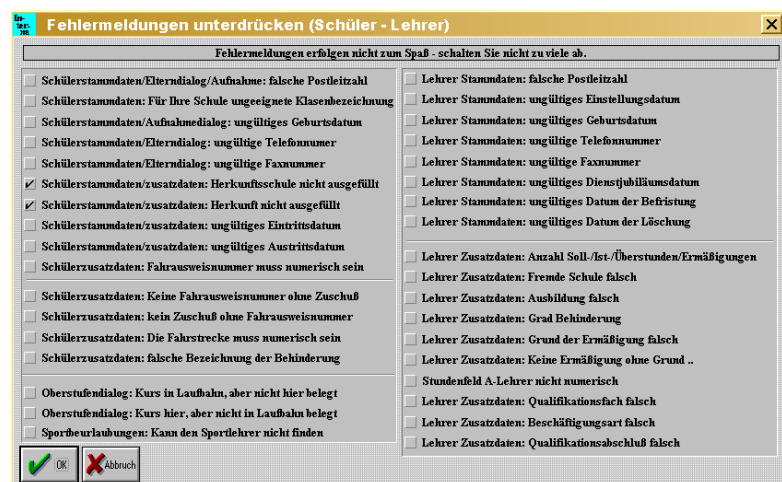 In-
ter-
na
Fehlermeldungen unterdrücken (Schüler - Lehrer)
Fehlermeldungen erfolgen nicht zum Spaß - schalten Sie nicht zu viele ab.
Schülerstammdaten/Elterndialog/Aufnahme: falsche Postleitzahl
Schülerstammdaten: Für Ihre Schule ungeeignete Klasenbezeichnung
Schülerstammdaten/Aufnahmedialog: ungültiges Geburtsdatum
Schülerstammdaten/Elterndialog: ungültige Telefonnumer
Schülerstammdaten/Elterndialog: ungültige Faxnummer
Schülerstammdaten/zusatzdaten: Herkunftsschule nicht ausgefüllt
Schülerstammdaten/zusatzdaten: Herkunft nicht ausgefüllt
Schülerstammdaten/zusatzdaten: ungültiges Eintrittsdatum
Schülerstammdaten/zusatzdaten: ungültiges Austrittsdatum
Schülerzusatzdaten: Fahrausweisnummer muss numerisch sein
Schülerzusatzdaten: Keine Fahrausweisnummer ohne Zuschuß
Schülerzusatzdaten: kein Zuschuß ohne Fahrausweisnummer
Schülerzusatzdaten: Die Fahrstrecke muss numerisch sein
Schülerzusatzdaten: falsche Bezeichnung der Behinderung
Oberstufendialog: Kurs in Laufbahn, aber nicht hier belegt
Oberstufendialog: Kurs hier, aber nicht in Laufbahn belegt
Sportbeurlaubungen: Kann den Sportlehrer nicht finden
Lehrer Stammdaten: falsche Postleitzahl
Lehrer Stammdaten: ungültiges Einstellungsdatum
Lehrer Stammdaten: ungültiges Geburtsdatum
Lehrer Stammdaten: ungültige Telefonnummer
Lehrer Stammdaten: ungültige Faxnummer
Lehrer Stammdaten: ungültiges Dienstjubiläumsdatum
Lehrer Stammdaten: ungültiges Datum der Befristung
Lehrer Stammdaten: ungültiges Datum der Löschung
Lehrer Zusatzdaten: Anzahl Soll-/Ist-/Überstunden/Ermäßigungen
Lehrer Zusatzdaten: Fremde Schule falsch
Lehrer Zusatzdaten: Ausbildung falsch
Lehrer Zusatzdaten: Grad Behinderung
Lehrer Zusatzdaten: Grund der Ermäßigung falsch
Lehrer Zusatzdaten: Keine Ermäßigung ohne Grund ..
Stundenfeld A-Lehrer nicht numerisch
Lehrer Zusatzdaten: Qualifikationsfach falsch
Lehrer Zusatzdaten: Beschäftigungsart falsch
Lehrer Zusatzdaten: Qualifikationsabschluß falsch
OK
Abbruch